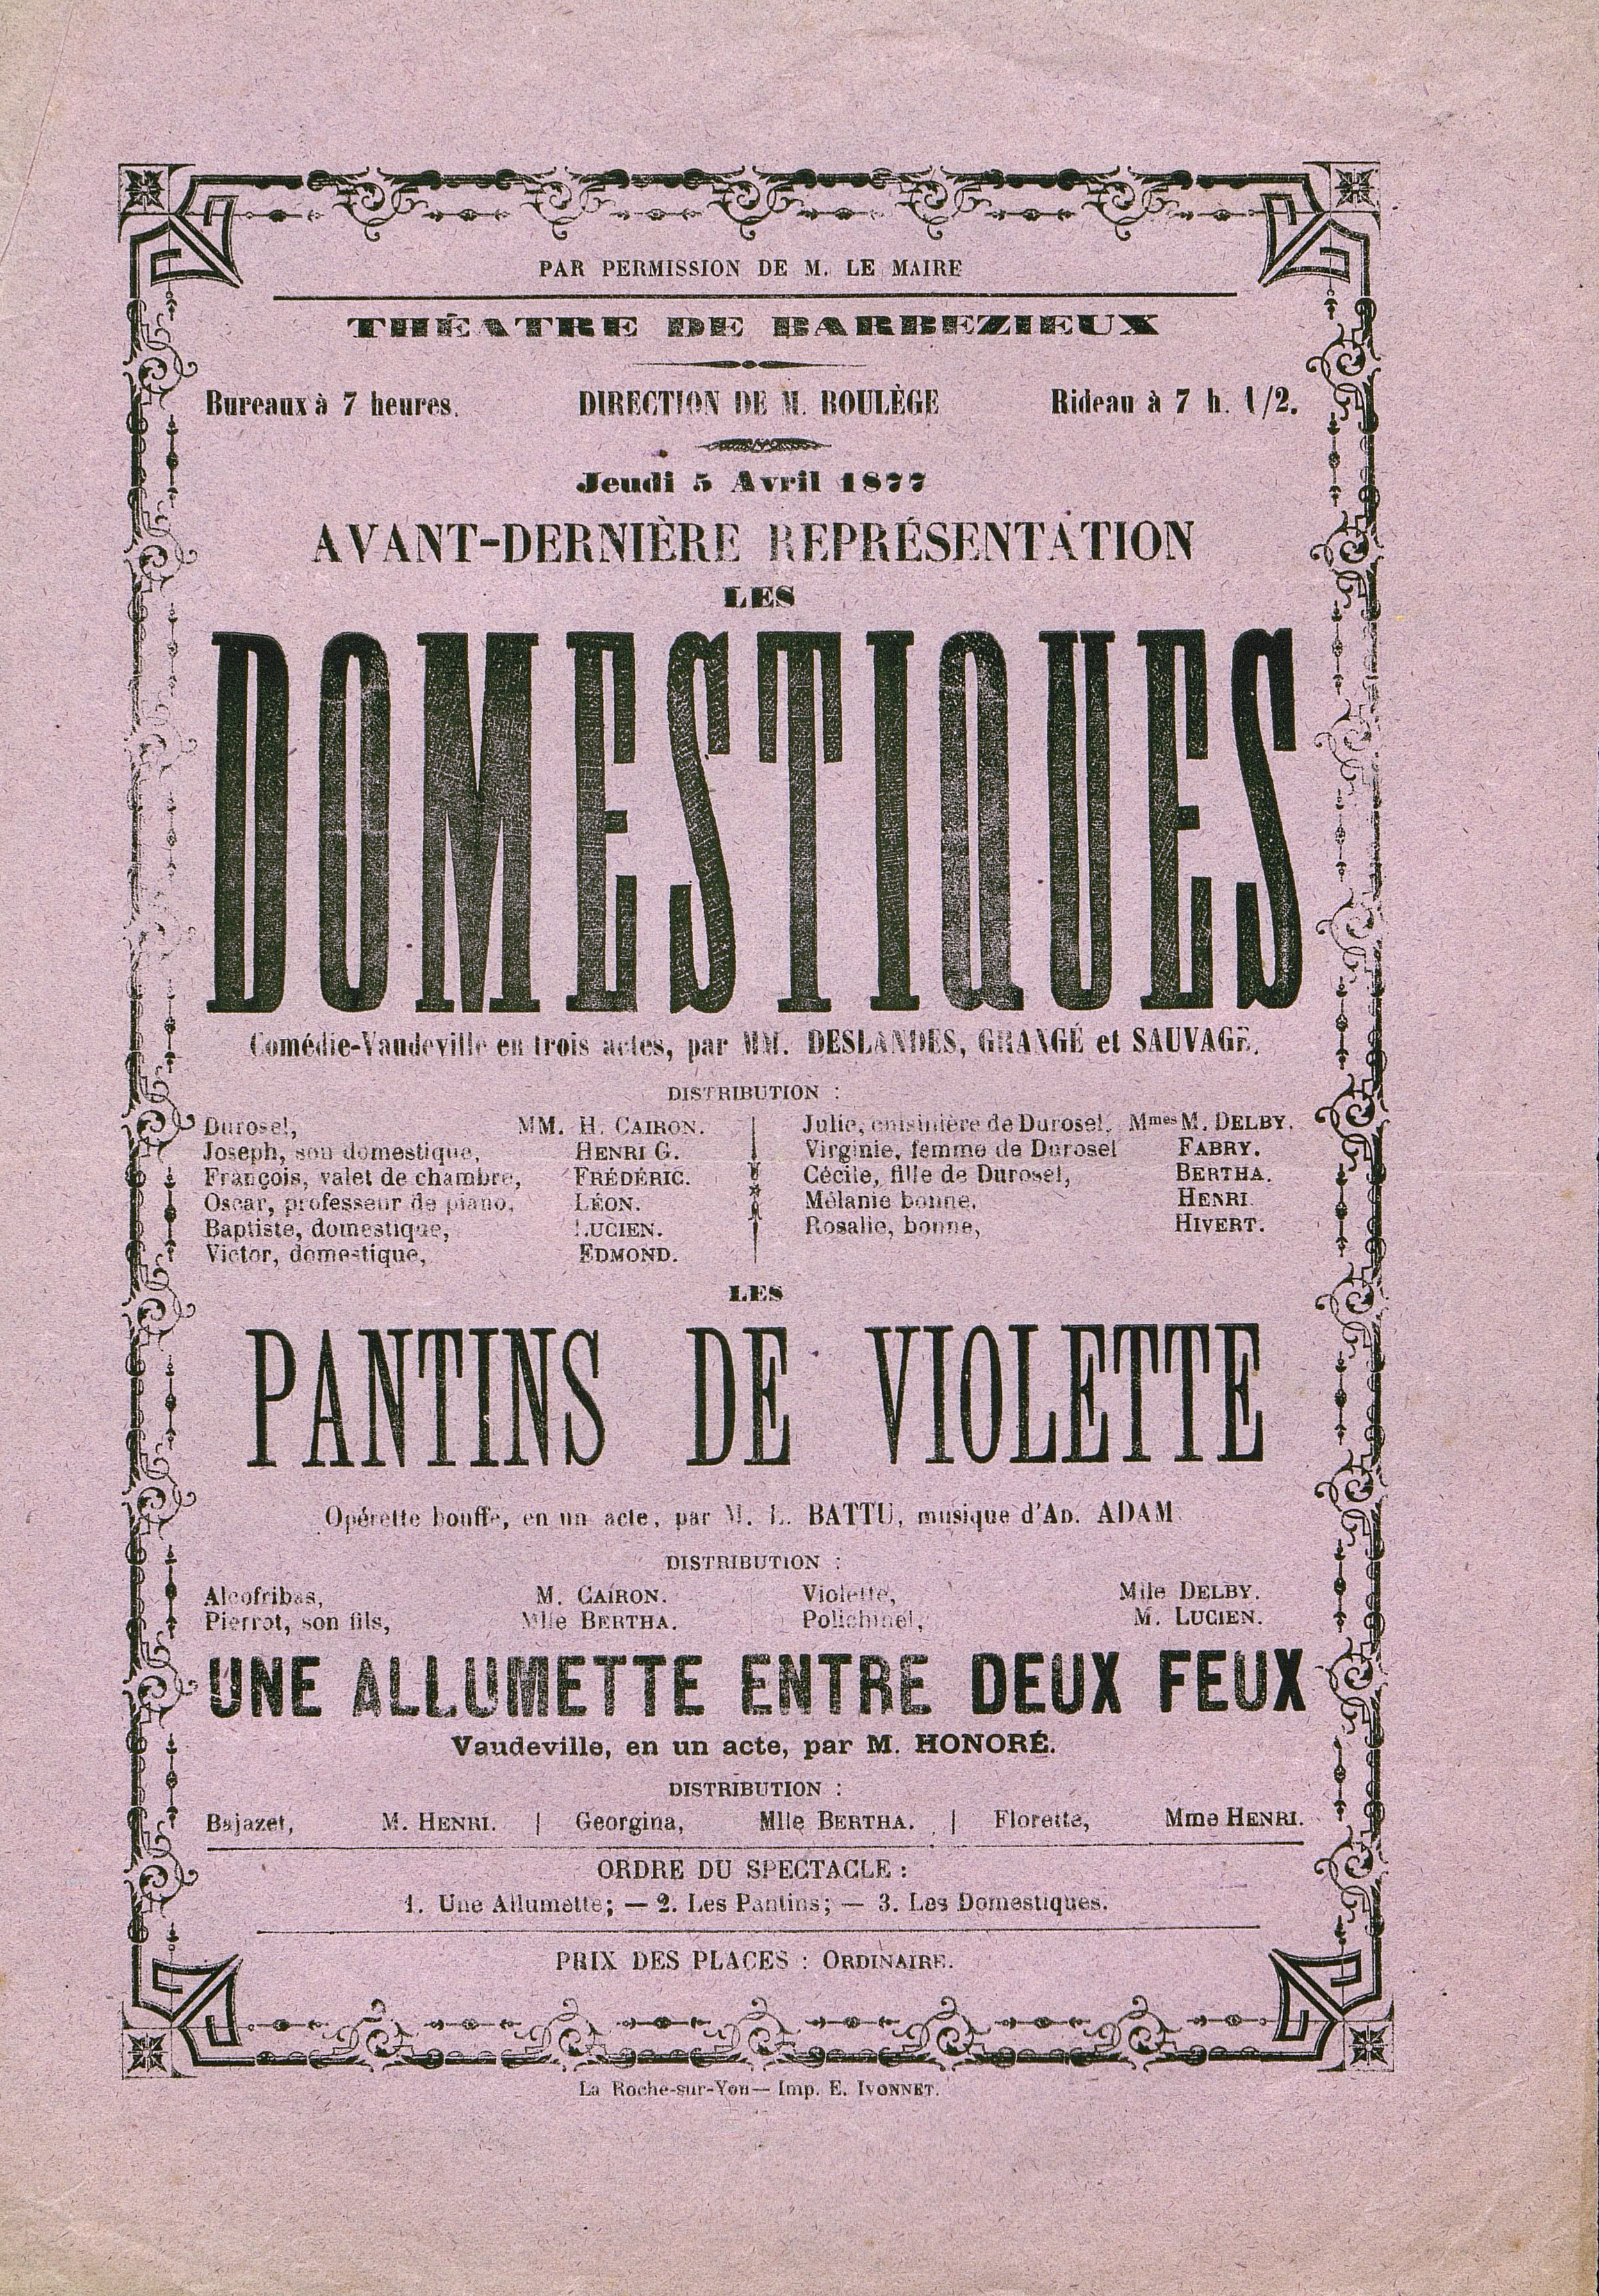 PAR PERMISSION DE M. LE MAIRE
THÉATRE DE BARBEZIEUX
Bureaux à 7 heures. DIRECTION DE M. ROULÈGE Rideau à 7 h. 1/2.
Jeudi 5 Avril 1877
AVANT-DERNIÈRE REPRÉSENTATION
LES
DOMESTIQUES
Comédie-Vaudeville en trois actes, par MM. DESLANDES, GRANGÉ et SAUVAGE.
DISTRIBUTION :
Durosel, MM. H. CAIRON. Julie, cuisinière de Durosel, Mmes M. DELBY.
Joseph, son domestique, HENRI G. Virginie, femme de Durosel FABRY.
François, valet de chambre, FRÉDÉRIC. Cécile, fille de Durosel, BERTHA.
Oscar, professeur de piano, LÉON. Mélanie bonne, HENRI
Baptiste, domestique, LUCIEN. Rosalie, bonne, HIVERT.
Victor, domestique, EDMOND.
LES
PANTINS DE VIOLETTE
Opérette bouffe, en un acte, par M. L. BATTU, musique d'AD. ADAM
DISTRIBUTION :
Alcofribas, M. CAIRON. Violette, Mlle DELBY.
Pierrot, son fils, Mlle BERTHA. Polichinel, M. LUCIEN.
UNE ALLUMETTE ENTRE DEUX FEUX
Vaudeville, en un acte, par M. HONORÉ.
DISTRIBUTION :
Bajazet, M. HENRI. | Georgina, Mlle BERTHA. | Florette, Mme HENRI.
ORDRE DU SPECTACLE :
1. Une Allumette; — 2. Les Pantins; — 3. Les Domestiques.
PRIX DES PLACES : ORDINAIRE.
La Roche-sur-Yon— Imp. E. IVONNET.